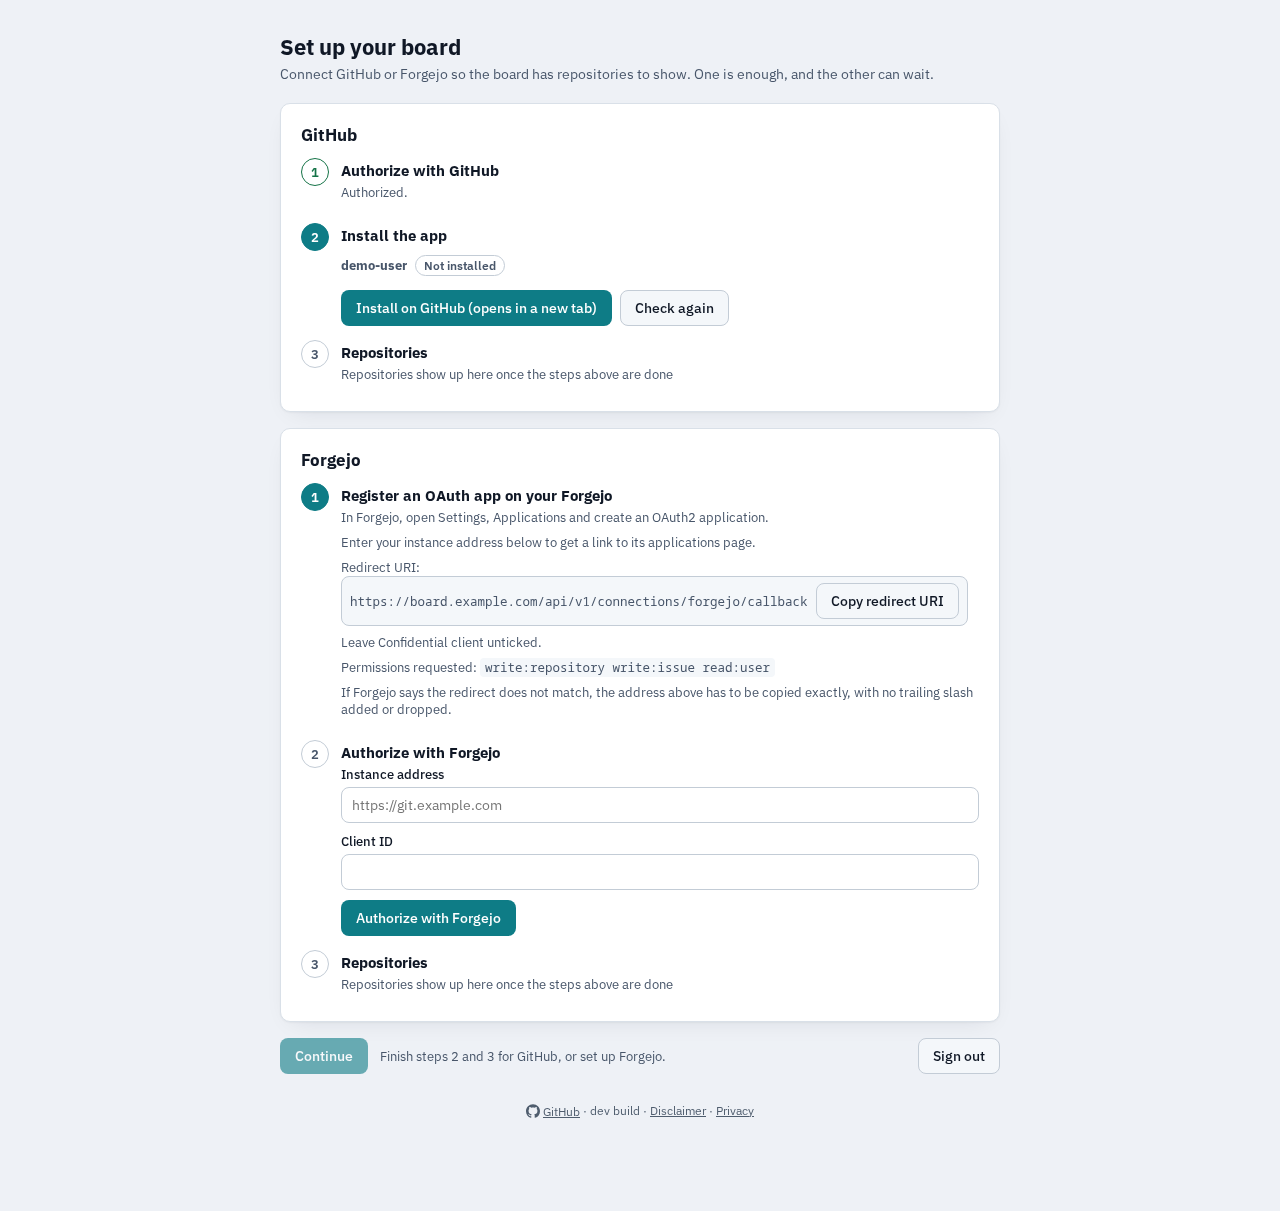 Set up your board
Connect GitHub or Forgejo so the board has repositories to show. One is enough, and the other can wait.
GitHub
1 Authorize with GitHub
Authorized.
2 Install the app
demo-user Not installed
Install on GitHub (opens in a new tab) Check again
3 Repositories
Repositories show up here once the steps above are done
Forgejo
1 Register an OAuth app on your Forgejo
In Forgejo, open Settings, Applications and create an OAuth2 application.
Enter your instance address below to get a link to its applications page.
Redirect URI:
https://board.example.com/api/v1/connections/forgejo/callback Copy redirect URI
Leave Confidential client unticked.
Permissions requested: write:repository write:issue read:user
If Forgejo says the redirect does not match, the address above has to be copied exactly, with no trailing slash
added or dropped.
2 Authorize with Forgejo
Instance address
https://git.example.com
Client ID
Authorize with Forgejo
3 Repositories
Repositories show up here once the steps above are done
Continue Finish steps 2 and 3 for GitHub, or set up Forgejo. Sign out
GitHub · dev build · Disclaimer · Privacy